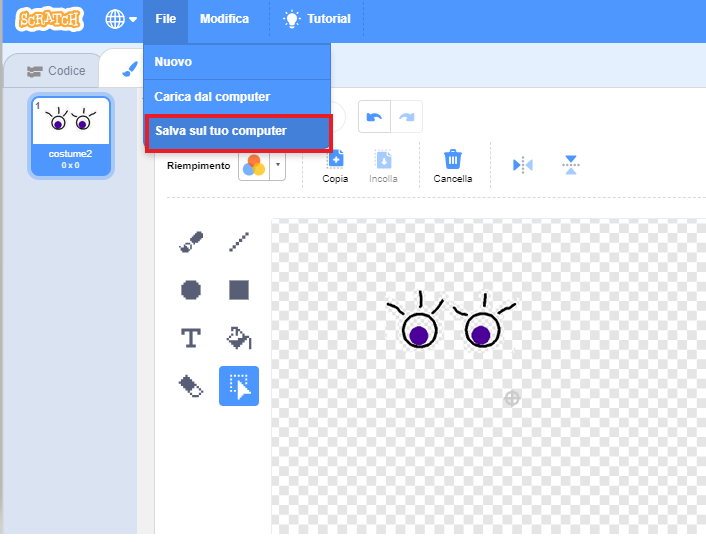 SCRATCH
File
Modifica
Tutorial
Codice
Nuovo
Carica dal computer
Salva sul tuo computer
1
costume2
0 x 0
Riempimento
Copia
Incolla
Cancella
T